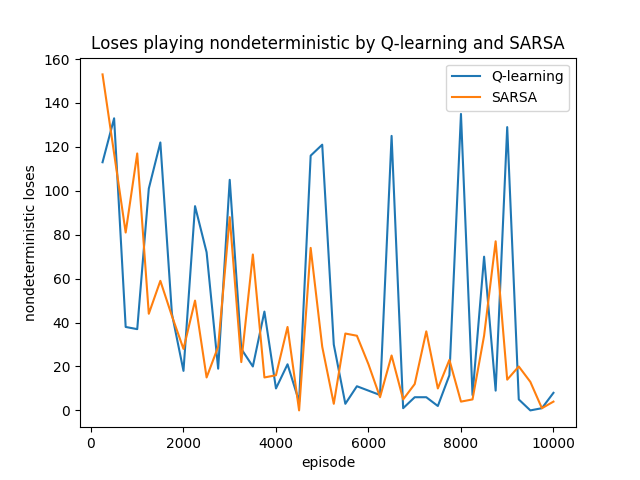 Loses playing nondeterministic by Q-learning and SARSA
160
140
120
100
80
60
40
20
0
nondeterministic loses
Q-learning
SARSA
0 2000 4000 6000 8000 10000
episode